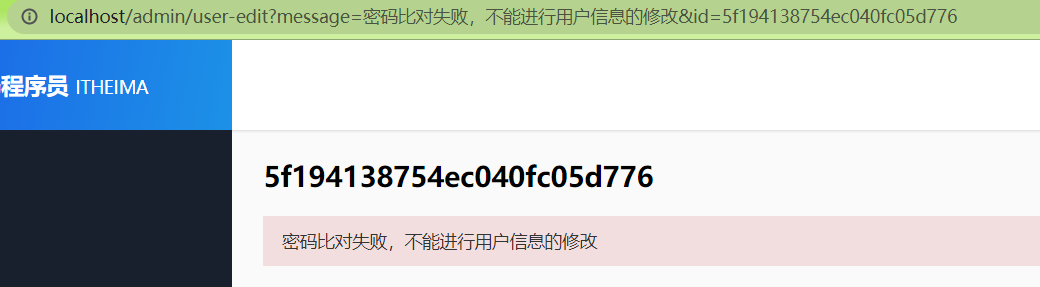 localhost/admin/user-edit?message=密码比对失败，不能进行用户信息的修改&id=5f194138754ec040fc05d776
程序员 ITHEIMA
5f194138754ec040fc05d776
密码比对失败，不能进行用户信息的修改